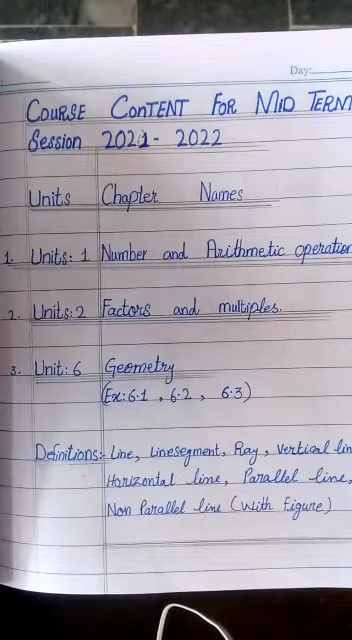 Day:
COURSE CONTENT FOR MID TERM
Session 2021- 2022
Units Chapter Names
1. Units: 1 Number and Arithmetic operation
2. Units:2 Factors and multiples.
3. Unit: 6 Geometry
(Ex: 6.1 , 6.2 , 6.3)
Definitions:- Line, Linesegment, Ray, Vertical lin
Horizontal line, Parallel line,
Non Parallel line (With figure)